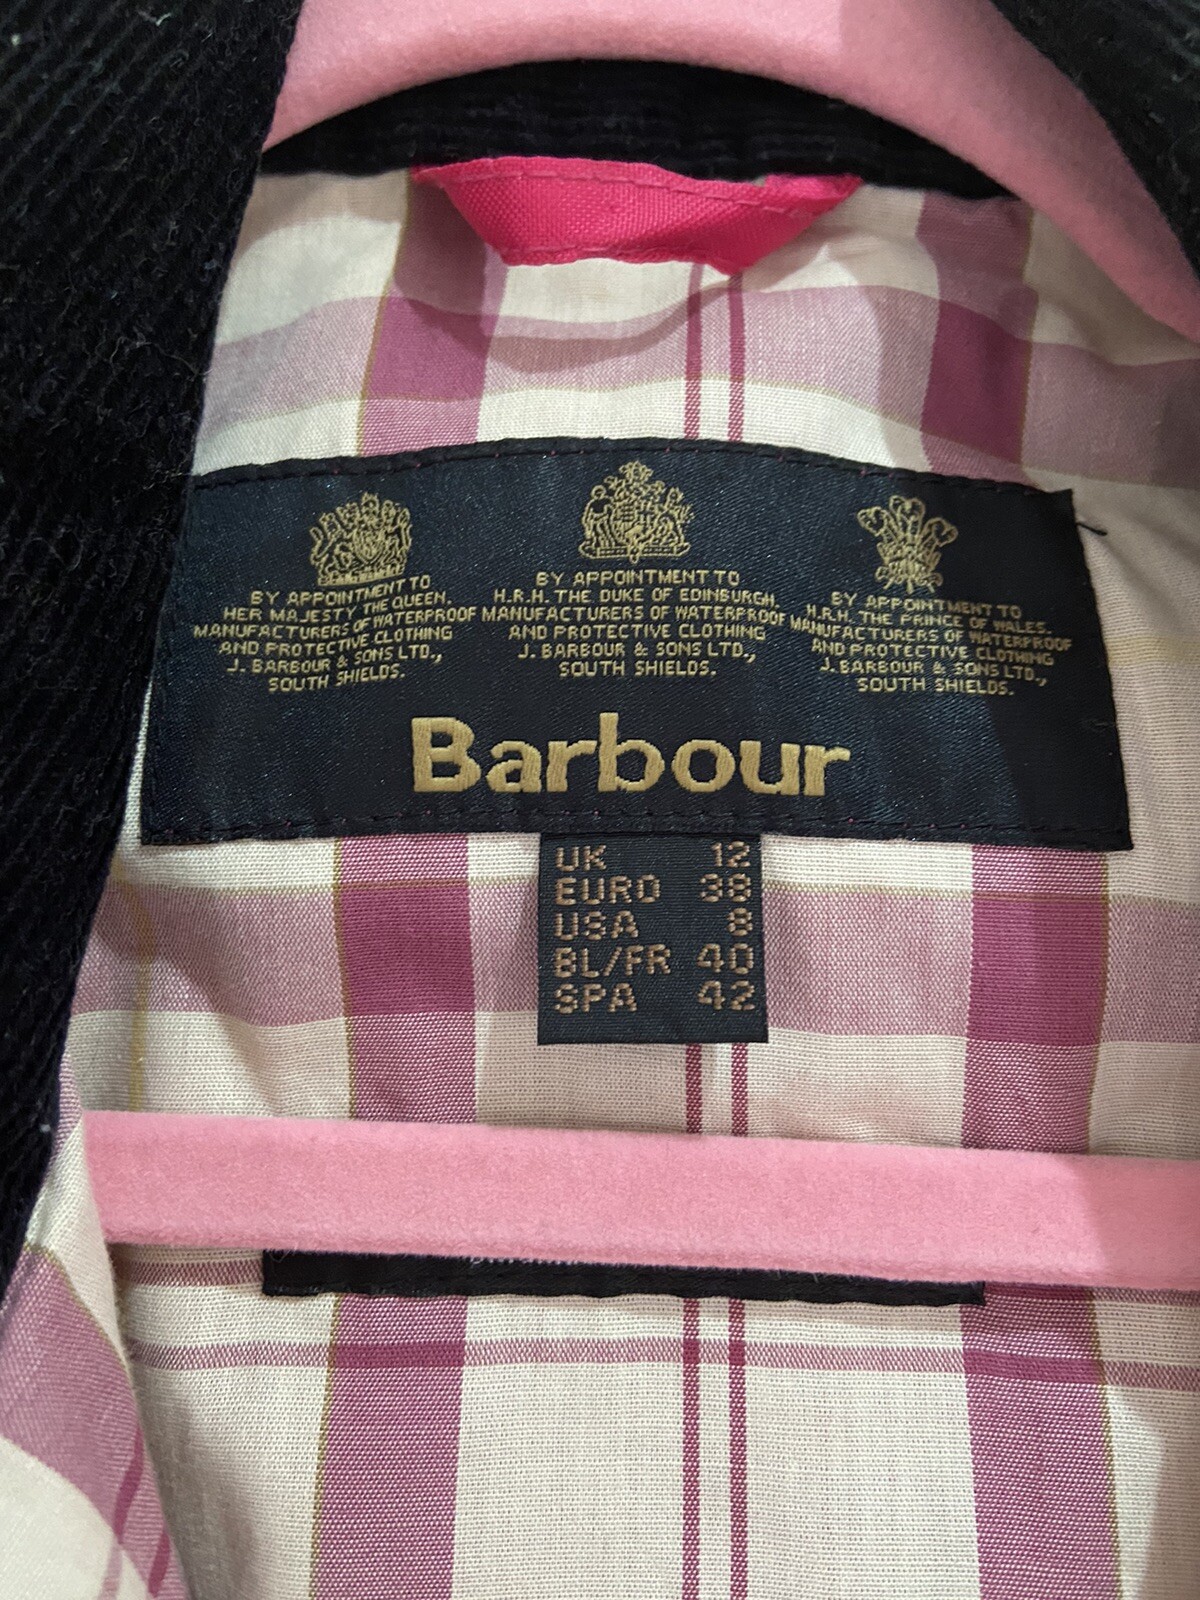 BY APPOINTMENT TO
HER MAJESTY THE QUEEN.
MANUFACTURERS OF WATERPROOF
AND PROTECTIVE CLOTHING
J. BARBOUR & SONS LTD.,
SOUTH SHIELDS.
BY APPOINTMENT TO
H.R.H. THE DUKE OF EDINBURGH.
MANUFACTURERS OF WATERPROOF
AND PROTECTIVE CLOTHING
J. BARBOUR & SONS LTD.,
SOUTH SHIELDS.
BY APPOINTMENT TO
H.R.H. THE PRINCE OF WALES.
MANUFACTURERS OF WATERPROOF
AND PROTECTIVE CLOTHING
J. BARBOUR & SONS LTD.,
SOUTH SHIELDS.
Barbour
UK 12
EURO 38
USA 8
BL/FR 40
SPA 42